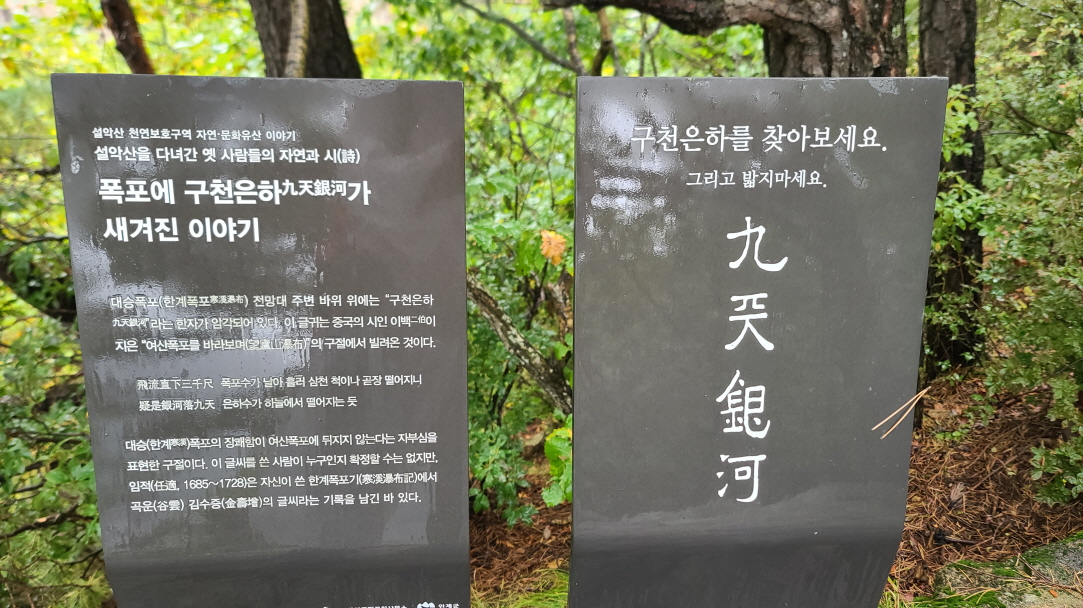 설악산 천연보호구역 자연·문화유산 이야기
설악산을 다녀간 옛 사람들의 자연과 시(詩)
폭포에 구천은하九天銀河가
새겨진 이야기
대승폭포(한계폭포寒溪瀑布) 전망대 주변 바위 위에는 “구천은하
九天銀河”라는 한자가 암각되어 있다. 이 글귀는 중국의 시인 이백이
지은 “여산폭포를 바라보며(望廬山瀑布)”의 구절에서 빌려온 것이다.
飛流直下三千尺 폭포수가 날아 흘러 삼천 척이나 곧장 떨어지니
疑是銀河落九天 은하수가 하늘에서 떨어지는 듯
대승(한계寒溪)폭포의 장쾌함이 여산폭포에 뒤지지 않는다는 자부심을
표현한 구절이다. 이 글씨를 쓴 사람이 누구인지 확정할 수는 없지만,
임적(任適, 1685~1728)은 자신이 쓴 한계폭포기(寒溪瀑布記)에서
곡운(谷雲) 김수증(金壽增)의 글씨라는 기록을 남긴 바 있다.
인제군
구천은하를 찾아보세요.
그리고 밟지마세요.
九
天
銀
河